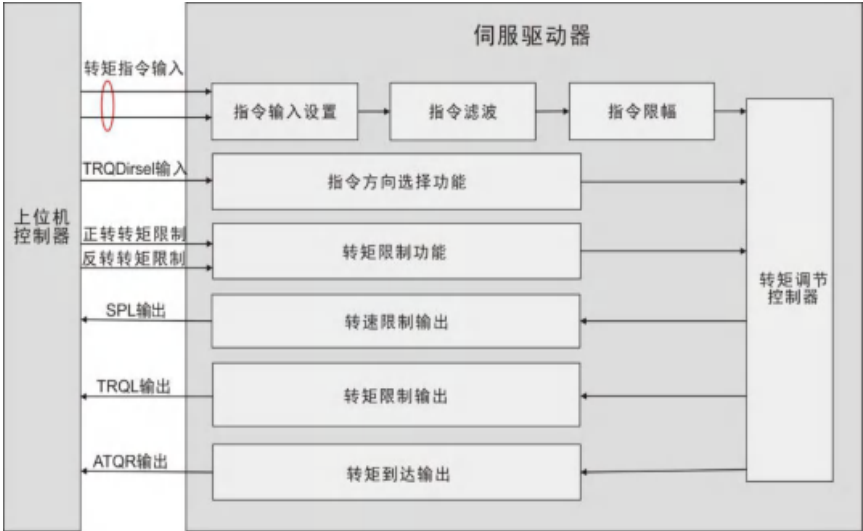 伺服驱动器
转矩指令输入
指令输入设置
指令滤波
指令限幅
TRQDirsel输入
指令方向选择功能
上位机
控制器
正转转矩限制
反转转矩限制
转矩限制功能
转矩调节
控制器
SPL输出
转速限制输出
TRQL输出
转矩限制输出
ATQR输出
转矩到达输出